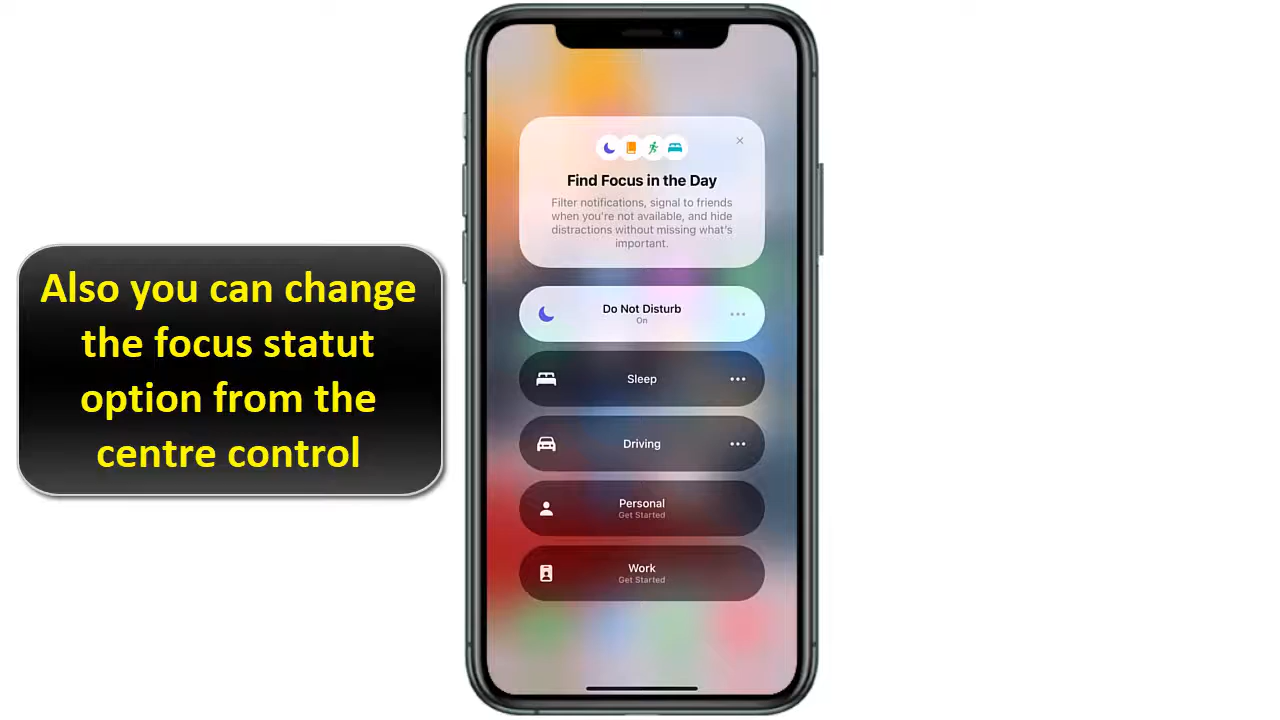 Also you can change
the focus statut
option from the
centre control
Find Focus in the Day
Filter notifications, signal to friends
when you're not available, and hide
distractions without missing what's
important.
Do Not Disturb
On
Sleep
Driving
Personal
Get Started
Work
Get Started